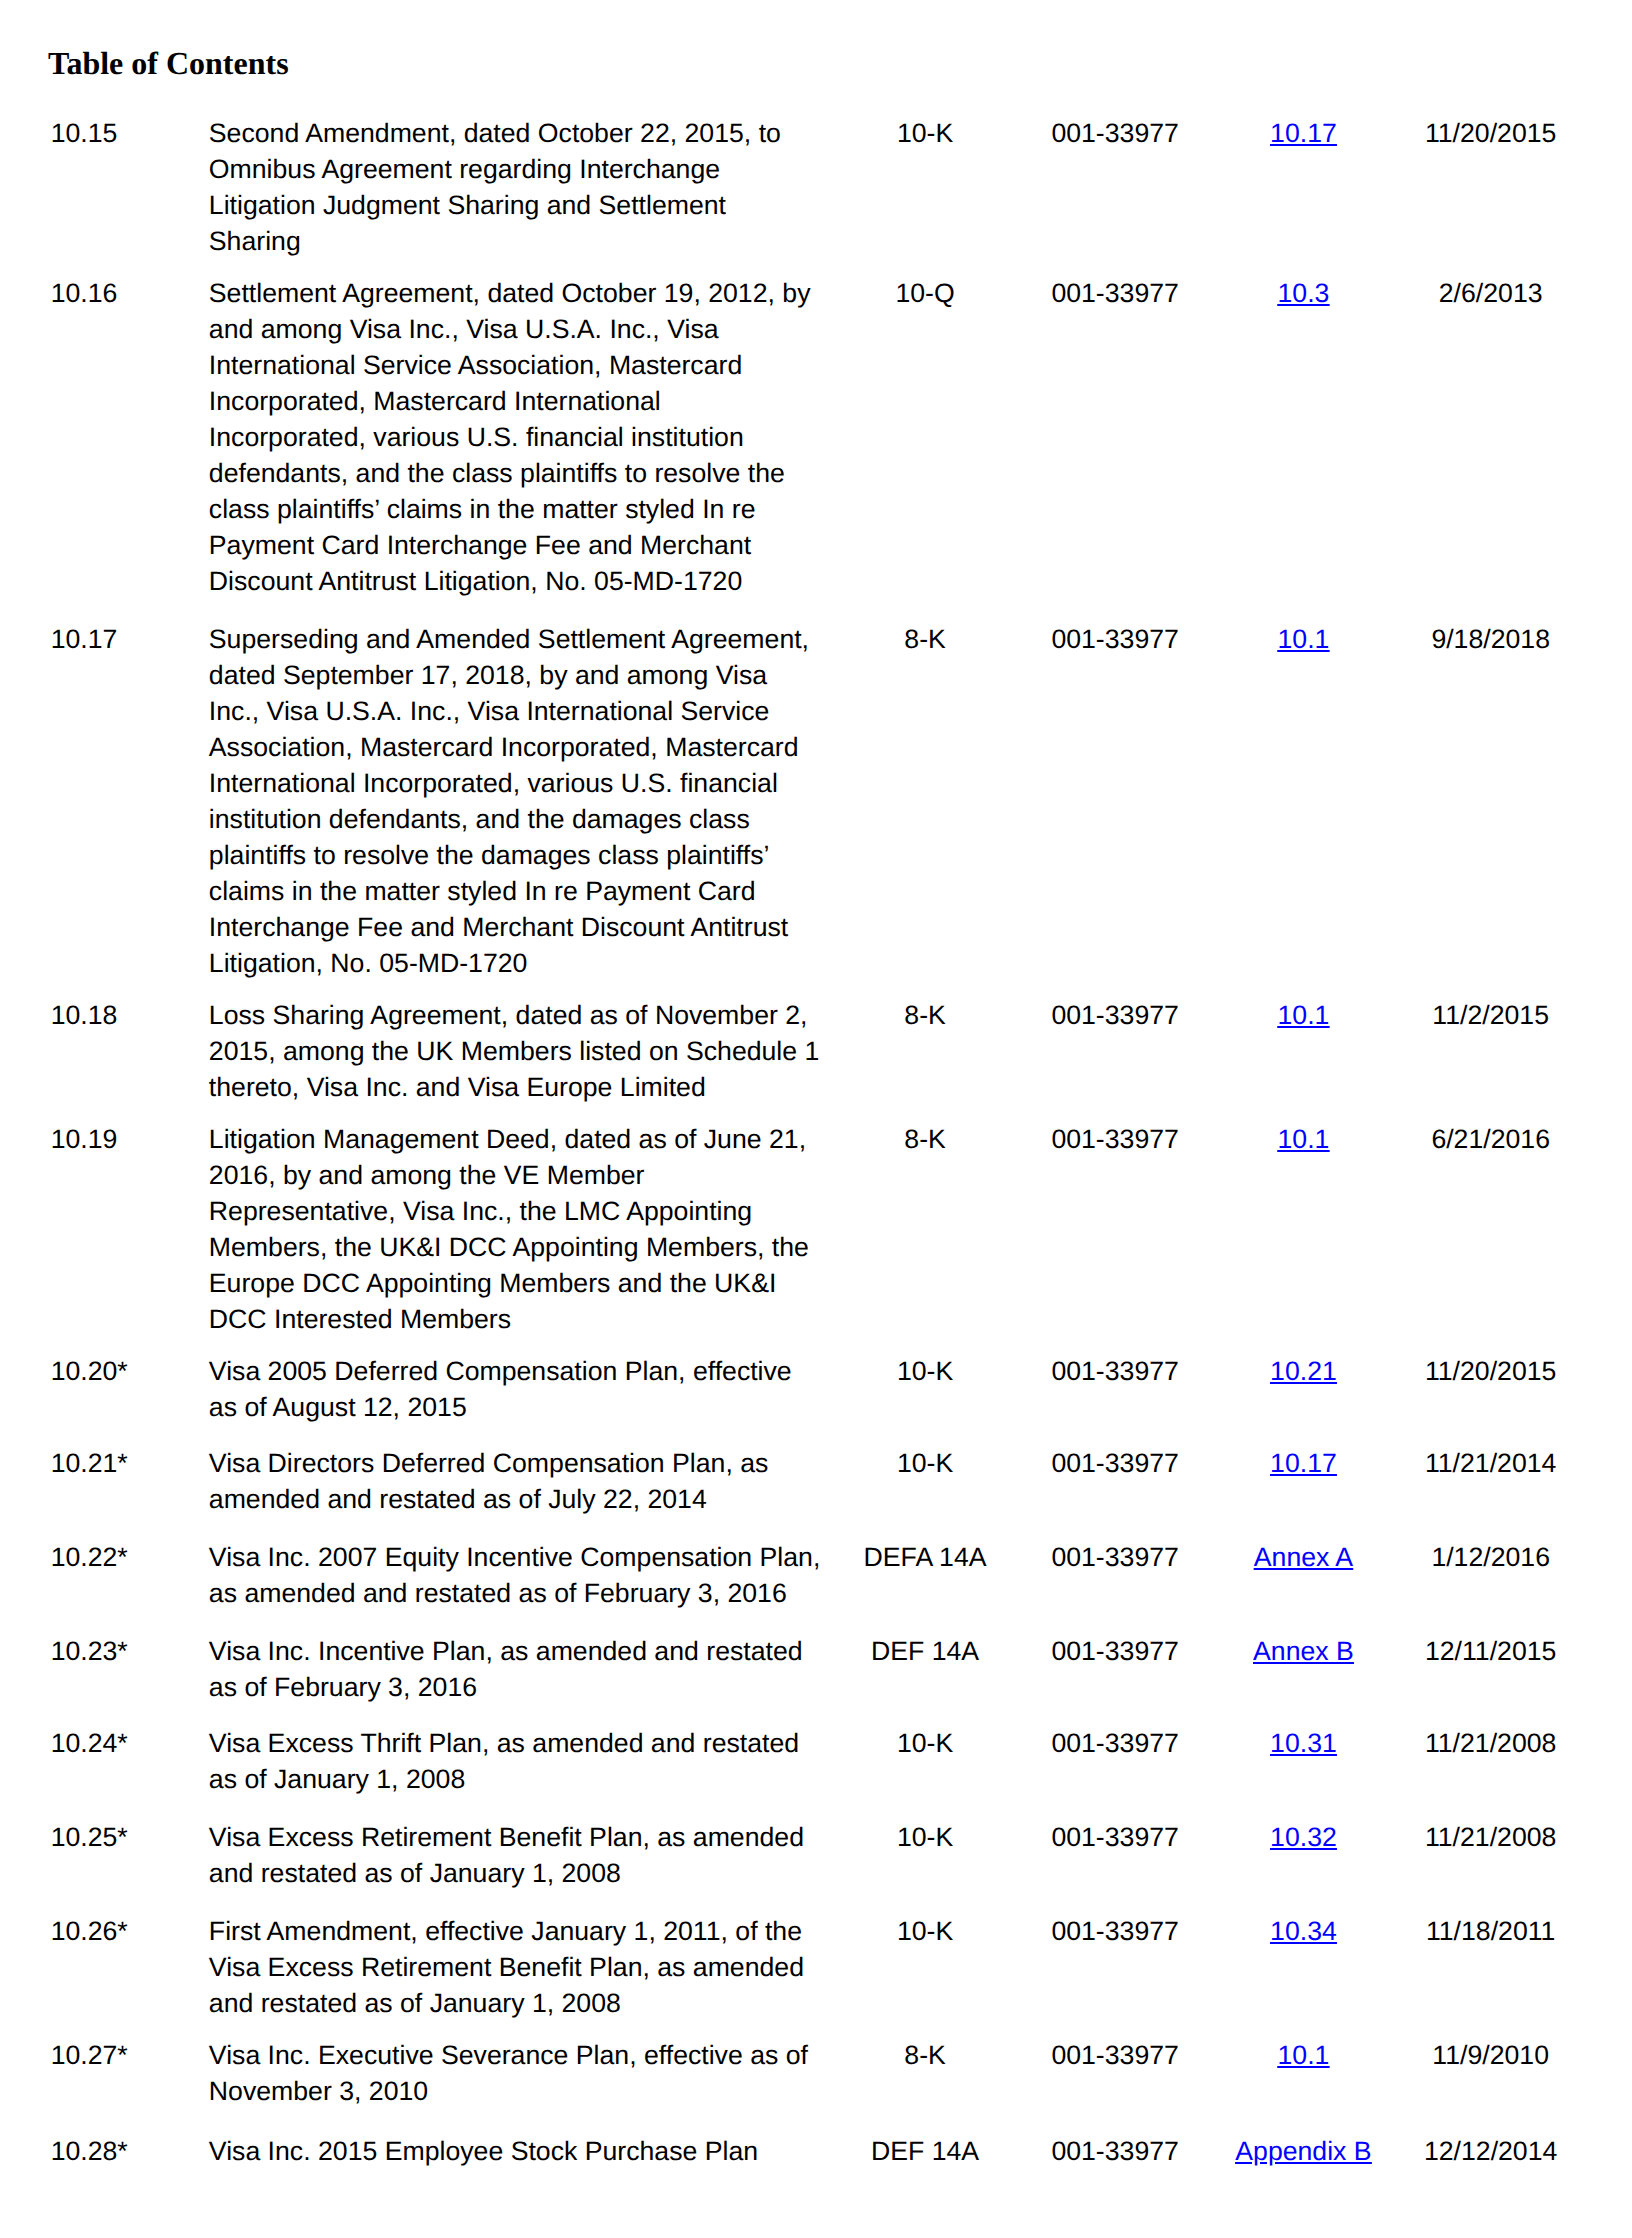 Table of Contents
10.15 Second Amendment, dated October 22, 2015, to 10-K 001-33977 10.17 11/20/2015
Omnibus Agreement regarding Interchange
Litigation Judgment Sharing and Settlement
Sharing
10.16 Settlement Agreement, dated October 19, 2012, by 10-Q 001-33977 10.3 2/6/2013
and among Visa Inc., Visa U.S.A. Inc., Visa
International Service Association, Mastercard
Incorporated, Mastercard International
Incorporated, various U.S. financial institution
defendants, and the class plaintiffs to resolve the
class plaintiffs’ claims in the matter styled In re
Payment Card Interchange Fee and Merchant
Discount Antitrust Litigation, No. 05-MD-1720
10.17 Superseding and Amended Settlement Agreement, 8-K 001-33977 10.1 9/18/2018
dated September 17, 2018, by and among Visa
Inc., Visa U.S.A. Inc., Visa International Service
Association, Mastercard Incorporated, Mastercard
International Incorporated, various U.S. financial
institution defendants, and the damages class
plaintiffs to resolve the damages class plaintiffs’
claims in the matter styled In re Payment Card
Interchange Fee and Merchant Discount Antitrust
Litigation, No. 05-MD-1720
10.18 Loss Sharing Agreement, dated as of November 2, 8-K 001-33977 10.1 11/2/2015
2015, among the UK Members listed on Schedule 1
thereto, Visa Inc. and Visa Europe Limited
10.19 Litigation Management Deed, dated as of June 21, 8-K 001-33977 10.1 6/21/2016
2016, by and among the VE Member
Representative, Visa Inc., the LMC Appointing
Members, the UK&I DCC Appointing Members, the
Europe DCC Appointing Members and the UK&I
DCC Interested Members
10.20* Visa 2005 Deferred Compensation Plan, effective 10-K 001-33977 10.21 11/20/2015
as of August 12, 2015
10.21* Visa Directors Deferred Compensation Plan, as 10-K 001-33977 10.17 11/21/2014
amended and restated as of July 22, 2014
10.22* Visa Inc. 2007 Equity Incentive Compensation Plan, DEFA 14A 001-33977 Annex A 1/12/2016
as amended and restated as of February 3, 2016
10.23* Visa Inc. Incentive Plan, as amended and restated DEF 14A 001-33977 Annex B 12/11/2015
as of February 3, 2016
10.24* Visa Excess Thrift Plan, as amended and restated 10-K 001-33977 10.31 11/21/2008
as of January 1, 2008
10.25* Visa Excess Retirement Benefit Plan, as amended 10-K 001-33977 10.32 11/21/2008
and restated as of January 1, 2008
10.26* First Amendment, effective January 1, 2011, of the 10-K 001-33977 10.34 11/18/2011
Visa Excess Retirement Benefit Plan, as amended
and restated as of January 1, 2008
10.27* Visa Inc. Executive Severance Plan, effective as of 8-K 001-33977 10.1 11/9/2010
November 3, 2010
10.28* Visa Inc. 2015 Employee Stock Purchase Plan DEF 14A 001-33977 Appendix B 12/12/2014